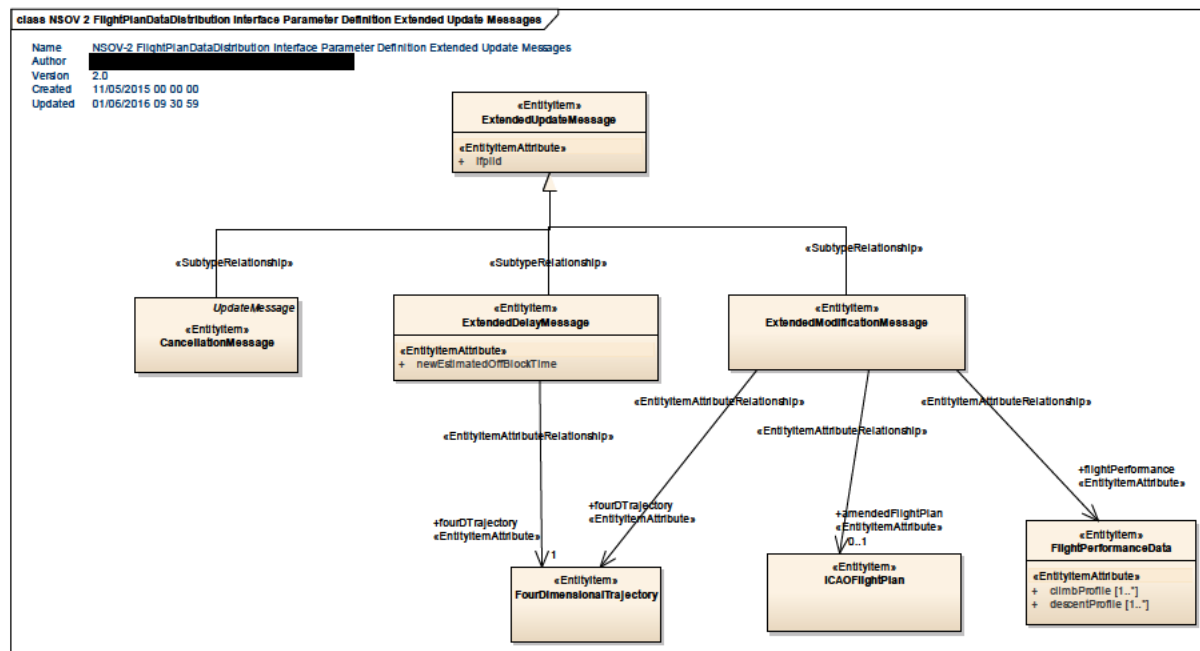 class NSOV 2 FlightPlanDataDistribution Interface Parameter Definition Extended Update Messages
Name NSOV-2 FlightPlanDataDistribution Interface Parameter Definition Extended Update Messages
Author
Version 2.0
Created 11/05/2015 00 00 00
Updated 01/06/2016 09 30 59
«EntityItem»
ExtendedUpdateMessage
«EntityItemAttribute»
+ ifplId
«SubtypeRelationship»
«SubtypeRelationship»
«SubtypeRelationship»
UpdateMessage
«EntityItem»
CancellationMessage
«EntityItem»
ExtendedDelayMessage
«EntityItemAttribute»
+ newEstimatedOffBlockTime
«EntityItem»
ExtendedModificationMessage
«EntityItemAttributeRelationship»
«EntityItemAttributeRelationship»
«EntityItemAttributeRelationship»
«EntityItemAttributeRelationship»
+flightPerformance
«EntityItemAttribute»
+fourDTrajectory
«EntityItemAttribute»
1
+fourDTrajectory
«EntityItemAttribute»
+amendedFlightPlan
«EntityItemAttribute»
0..1
«EntityItem»
FourDimensionalTrajectory
«EntityItem»
ICAOFlightPlan
«EntityItem»
FlightPerformanceData
«EntityItemAttribute»
+ climbProfile [1..*]
+ descentProfile [1..*]